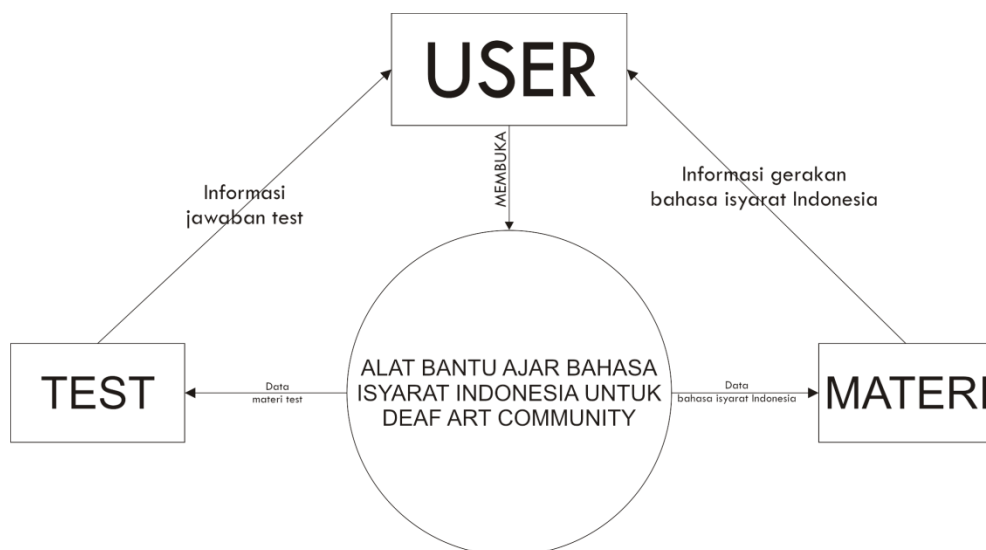 USER
MEMBUKA
Informasi
jawaban test
Informasi gerakan
bahasa isyarat Indonesia
TEST
Data
materi test
ALAT BANTU AJAR BAHASA
ISYARAT INDONESIA UNTUK
DEAF ART COMMUNITY
Data
bahasa isyarat Indonesia
MATERI